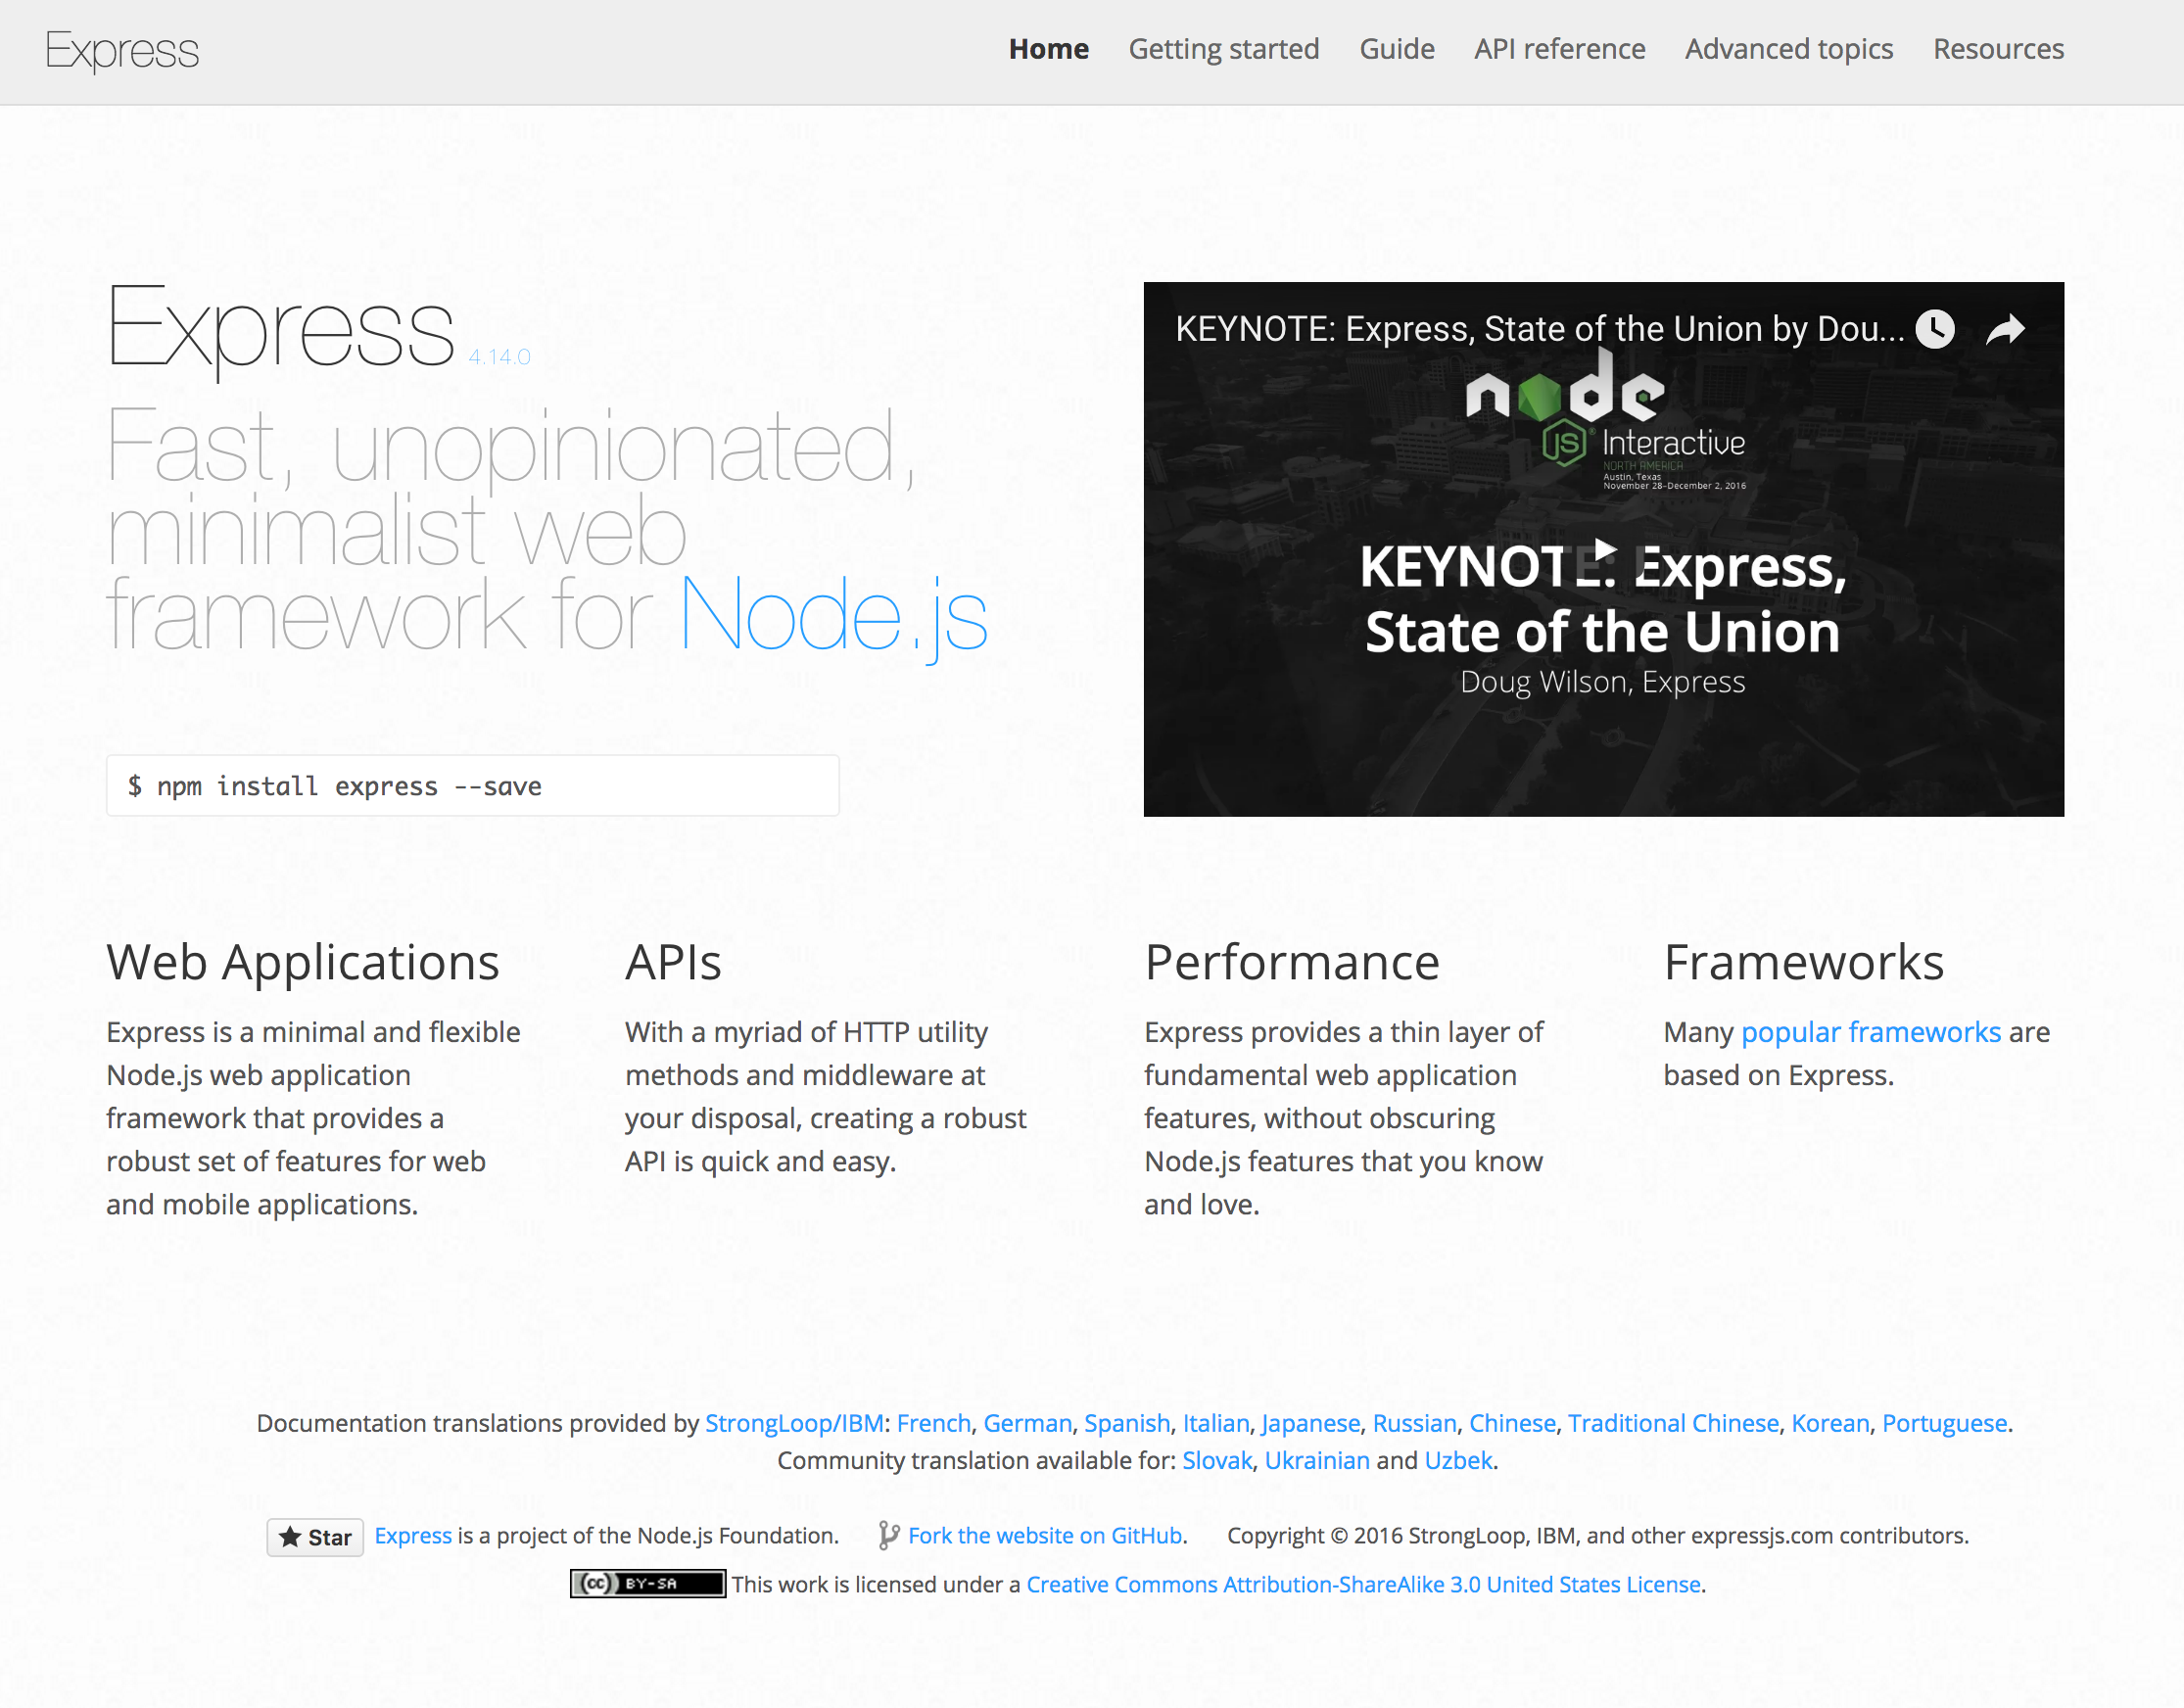 Express
Home Getting started Guide API reference Advanced topics Resources
Express 4.14.0
Fast, unopinionated,
minimalist web
framework for Node.js
$ npm install express --save
KEYNOTE: Express, State of the Union by Dou...
node
JS Interactive
NORTH AMERICA
Austin, Texas
November 28–December 2, 2016
KEYNOTE: Express,
State of the Union
Doug Wilson, Express
Web Applications
Express is a minimal and flexible
Node.js web application
framework that provides a
robust set of features for web
and mobile applications.
APIs
With a myriad of HTTP utility
methods and middleware at
your disposal, creating a robust
API is quick and easy.
Performance
Express provides a thin layer of
fundamental web application
features, without obscuring
Node.js features that you know
and love.
Frameworks
Many popular frameworks are
based on Express.
Documentation translations provided by StrongLoop/IBM: French, German, Spanish, Italian, Japanese, Russian, Chinese, Traditional Chinese, Korean, Portuguese.
Community translation available for: Slovak, Ukrainian and Uzbek.
Star Express is a project of the Node.js Foundation. Fork the website on GitHub. Copyright © 2016 StrongLoop, IBM, and other expressjs.com contributors.
(cc) BY-SA This work is licensed under a Creative Commons Attribution-ShareAlike 3.0 United States License.